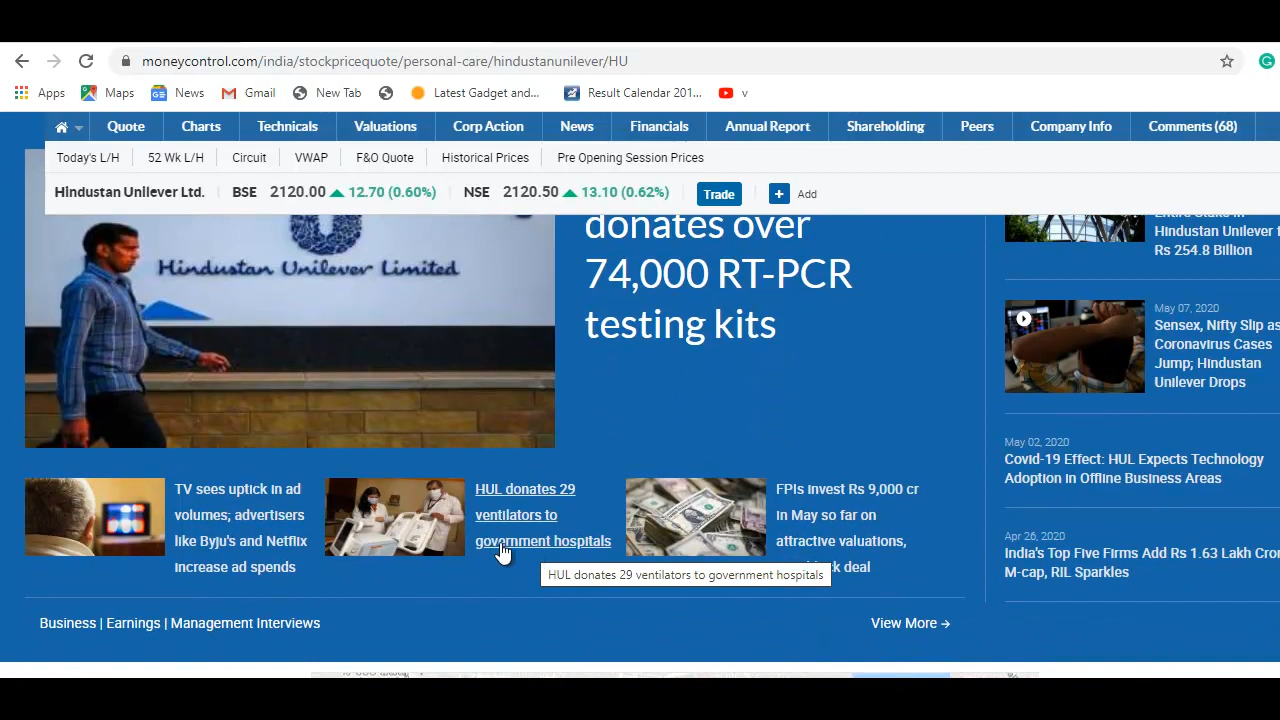 moneycontrol.com/india/stockpricequote/personal-care/hindustanunilever/HU
Apps Maps News Gmail New Tab Latest Gadget and... Result Calendar 201... v
Quote Charts Technicals Valuations Corp Action News Financials Annual Report Shareholding Peers Company Info Comments (68)
Today's L/H 52 Wk L/H Circuit VWAP F&O Quote Historical Prices Pre Opening Session Prices
Hindustan Unilever Ltd. BSE 2120.00 12.70 (0.60%) NSE 2120.50 13.10 (0.62%) Trade + Add
Hindustan Unilever Limited
donates over
74,000 RT-PCR
testing kits
Entire Stake in
Hindustan Unilever f
Rs 254.8 Billion
May 07, 2020
Sensex, Nifty Slip as
Coronavirus Cases
Jump; Hindustan
Unilever Drops
May 02, 2020
Covid-19 Effect: HUL Expects Technology
Adoption in Offline Business Areas
Apr 26, 2020
India's Top Five Firms Add Rs 1.63 Lakh Cror
M-cap, RIL Sparkles
TV sees uptick in ad
volumes; advertisers
like Byju's and Netflix
increase ad spends
HUL donates 29
ventilators to
government hospitals
HUL donates 29 ventilators to government hospitals
FPIs invest Rs 9,000 cr
in May so far on
attractive valuations,
deal
Business | Earnings | Management Interviews
View More →